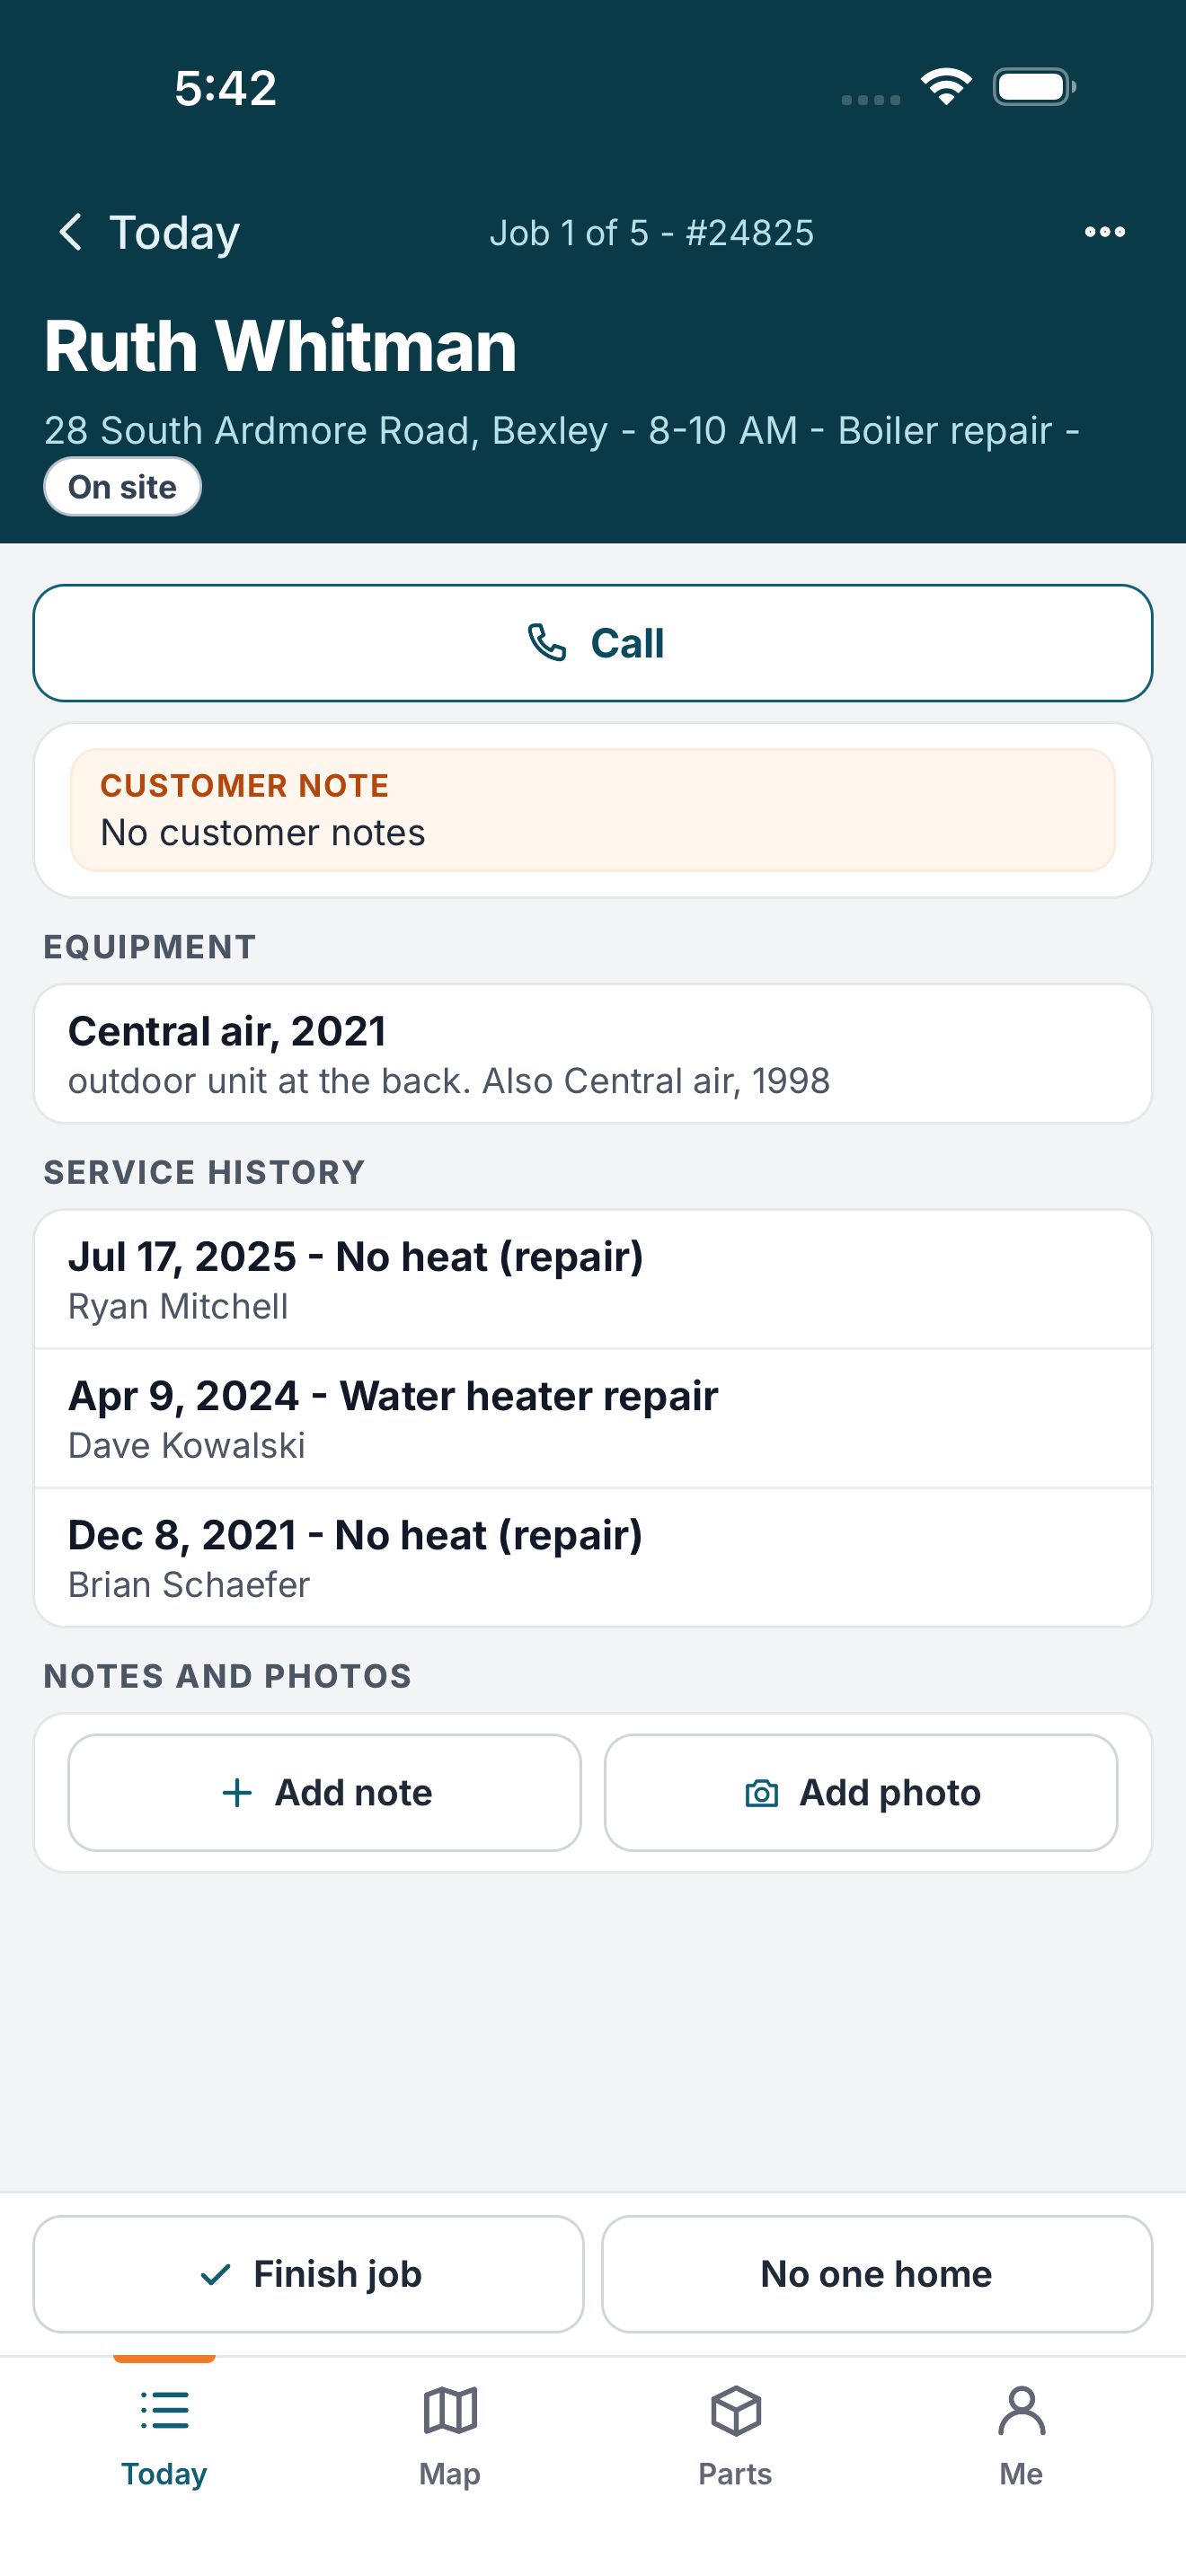 5:42
Today
Job 1 of 5 - #24825
Ruth Whitman
28 South Ardmore Road, Bexley - 8-10 AM - Boiler repair -
On site
Call
CUSTOMER NOTE
No customer notes
EQUIPMENT
Central air, 2021
outdoor unit at the back. Also Central air, 1998
SERVICE HISTORY
Jul 17, 2025 - No heat (repair)
Ryan Mitchell
Apr 9, 2024 - Water heater repair
Dave Kowalski
Dec 8, 2021 - No heat (repair)
Brian Schaefer
NOTES AND PHOTOS
Add note
Add photo
Finish job
No one home
Today
Map
Parts
Me